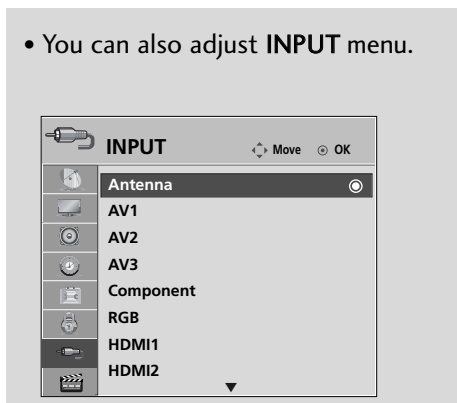 • You can also adjust INPUT menu.
INPUT Move OK
Antenna
AV1
AV2
AV3
Component
RGB
HDMI1
HDMI2